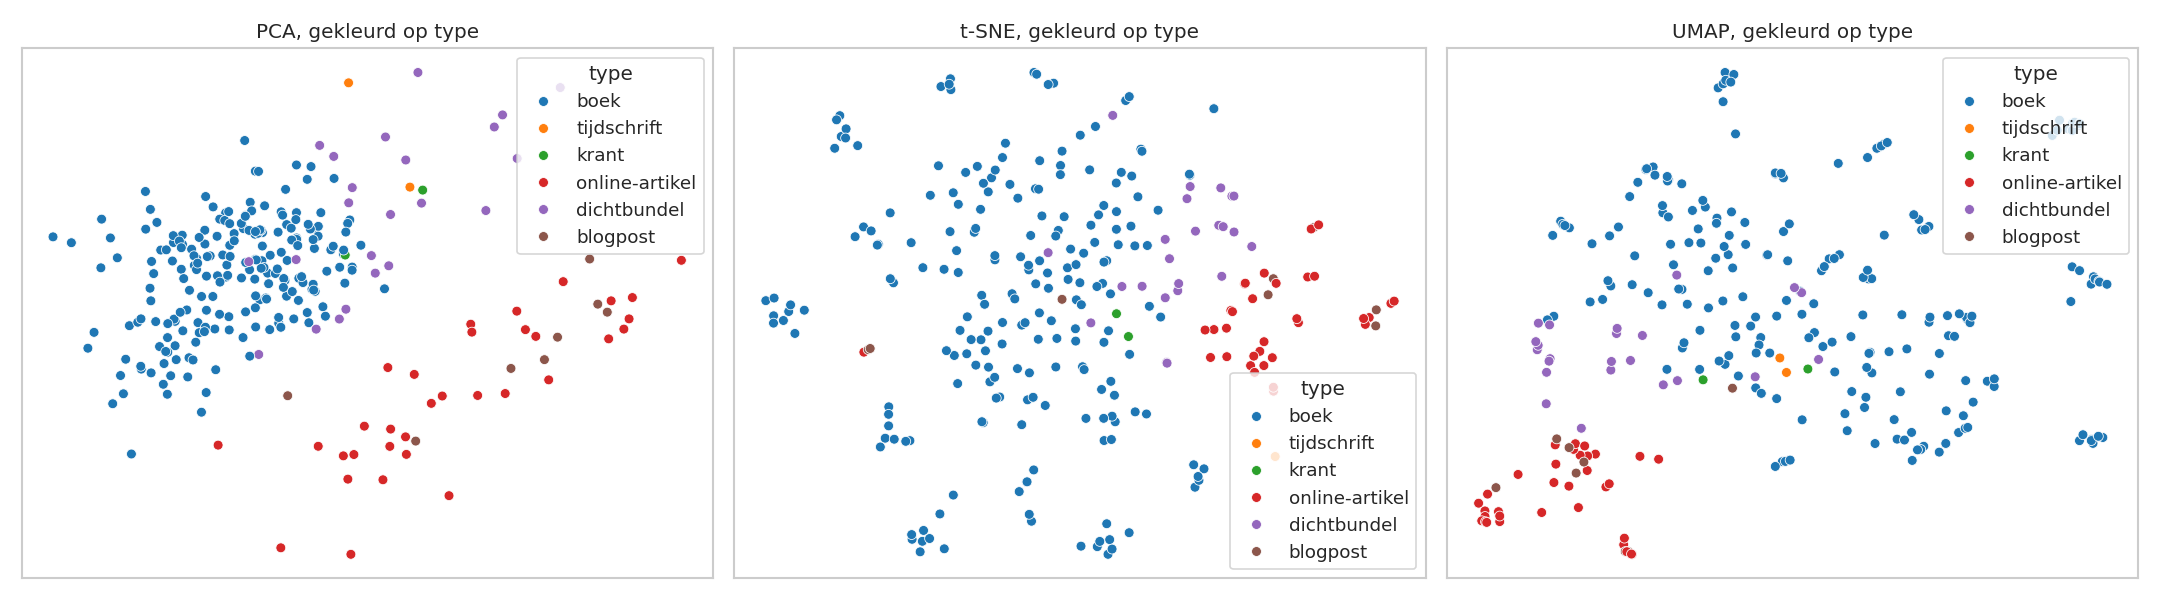 PCA, gekleurd op type
type
boek
tijdschrift
krant
online-artikel
dichtbundel
blogpost
t-SNE, gekleurd op type
type
boek
tijdschrift
krant
online-artikel
dichtbundel
blogpost
UMAP, gekleurd op type
type
boek
tijdschrift
krant
online-artikel
dichtbundel
blogpost